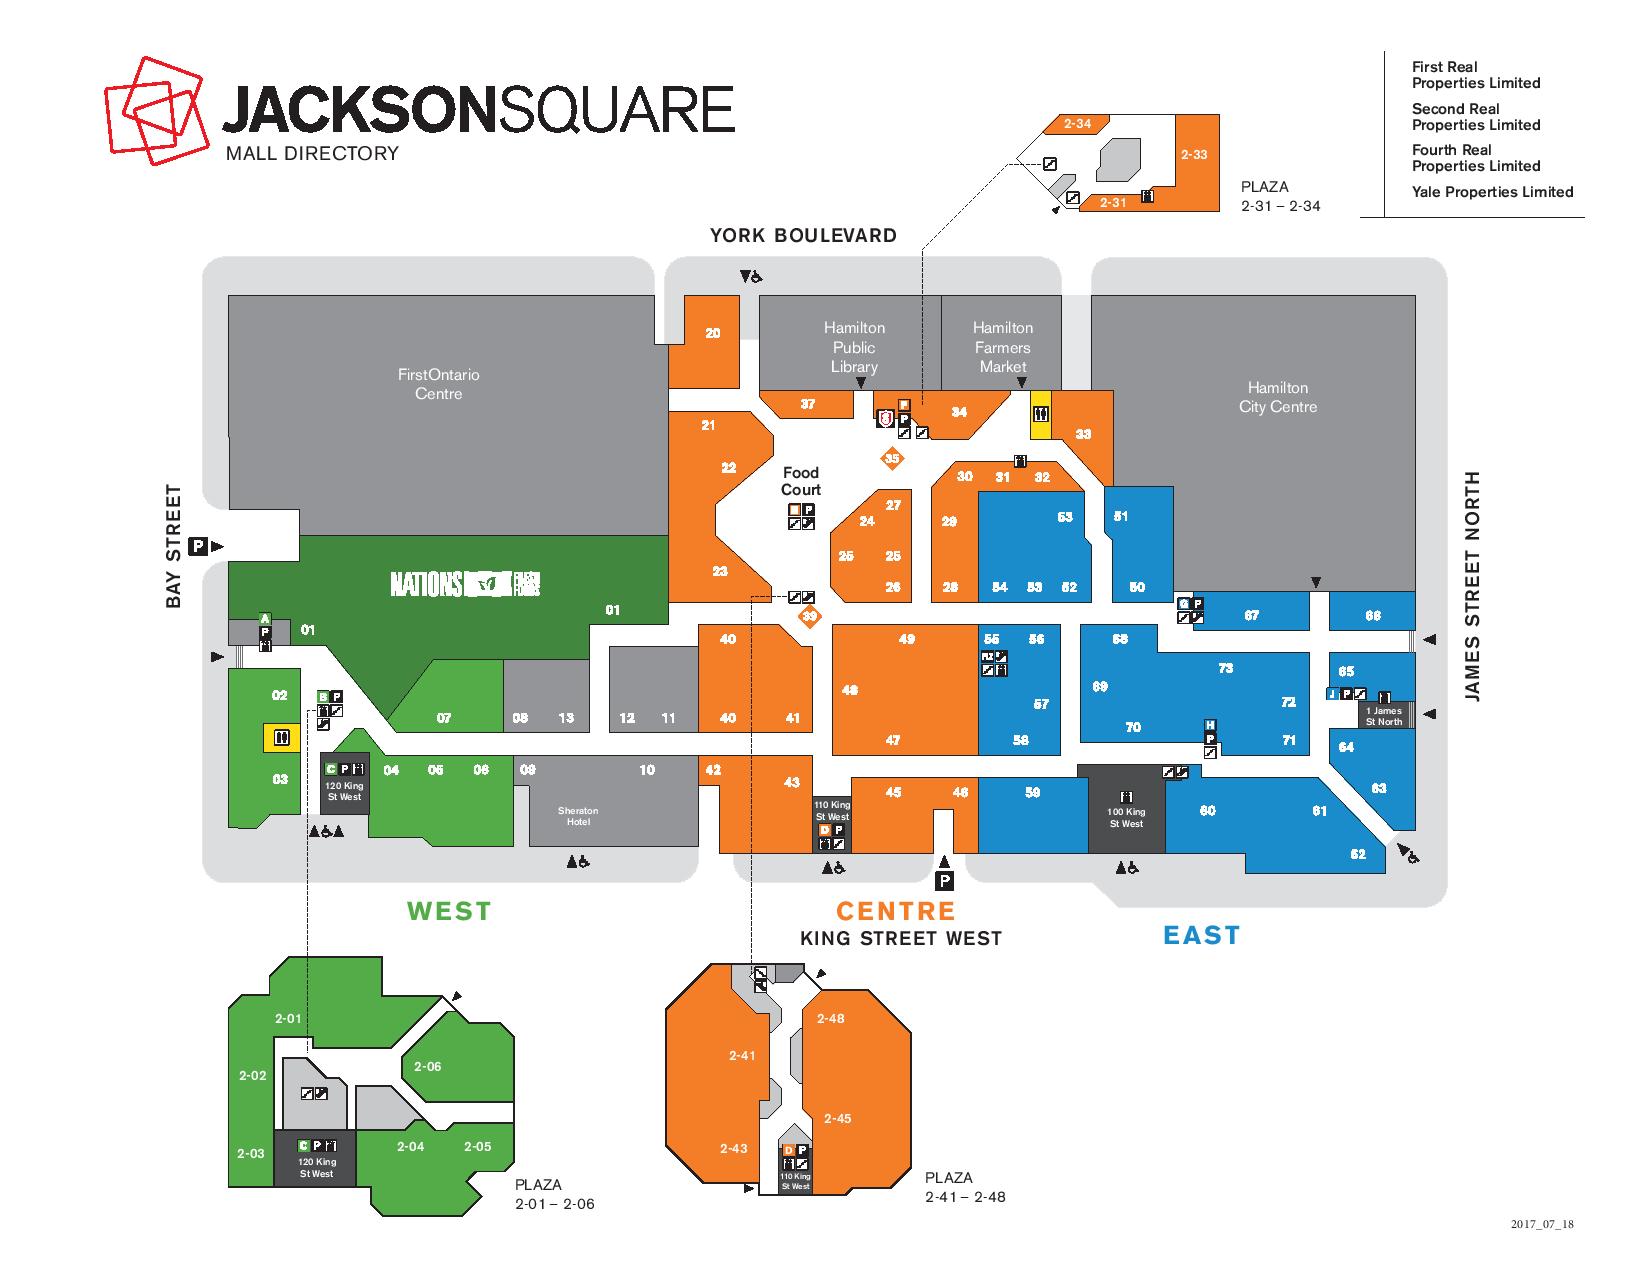 JACKSONSQUARE
MALL DIRECTORY
First Real
Properties Limited
Second Real
Properties Limited
Fourth Real
Properties Limited
Yale Properties Limited
2-34
2-33
2-31
PLAZA
2-31 – 2-34
YORK BOULEVARD
BAY STREET
JAMES STREET NORTH
FirstOntario
Centre
20
Hamilton
Public
Library
Hamilton
Farmers
Market
Hamilton
City Centre
37
34
F
P
33
35
21
22
Food
Court
P
30
31
32
27
24
29
53
51
25
25
23
26
28
54
53
52
50
P
NATIONS
01
01
A
P
39
G
P
67
66
40
49
55
56
68
PLZ
73
65
02
B
P
48
57
69
72
J
P
1 James
St North
07
08
13
12
11
40
41
47
58
70
H
P
71
64
03
C
P
120 King
St West
04
05
06
09
10
Sheraton
Hotel
42
43
110 King
St West
D
P
45
46
59
100 King
St West
60
61
63
62
P
WEST
CENTRE
KING STREET WEST
EAST
2-01
2-02
2-03
2-06
2-04
2-05
C
P
120 King
St West
PLAZA
2-01 – 2-06
2-48
2-41
2-45
2-43
D
P
110 King
St West
PLAZA
2-41 – 2-48
2017_07_18